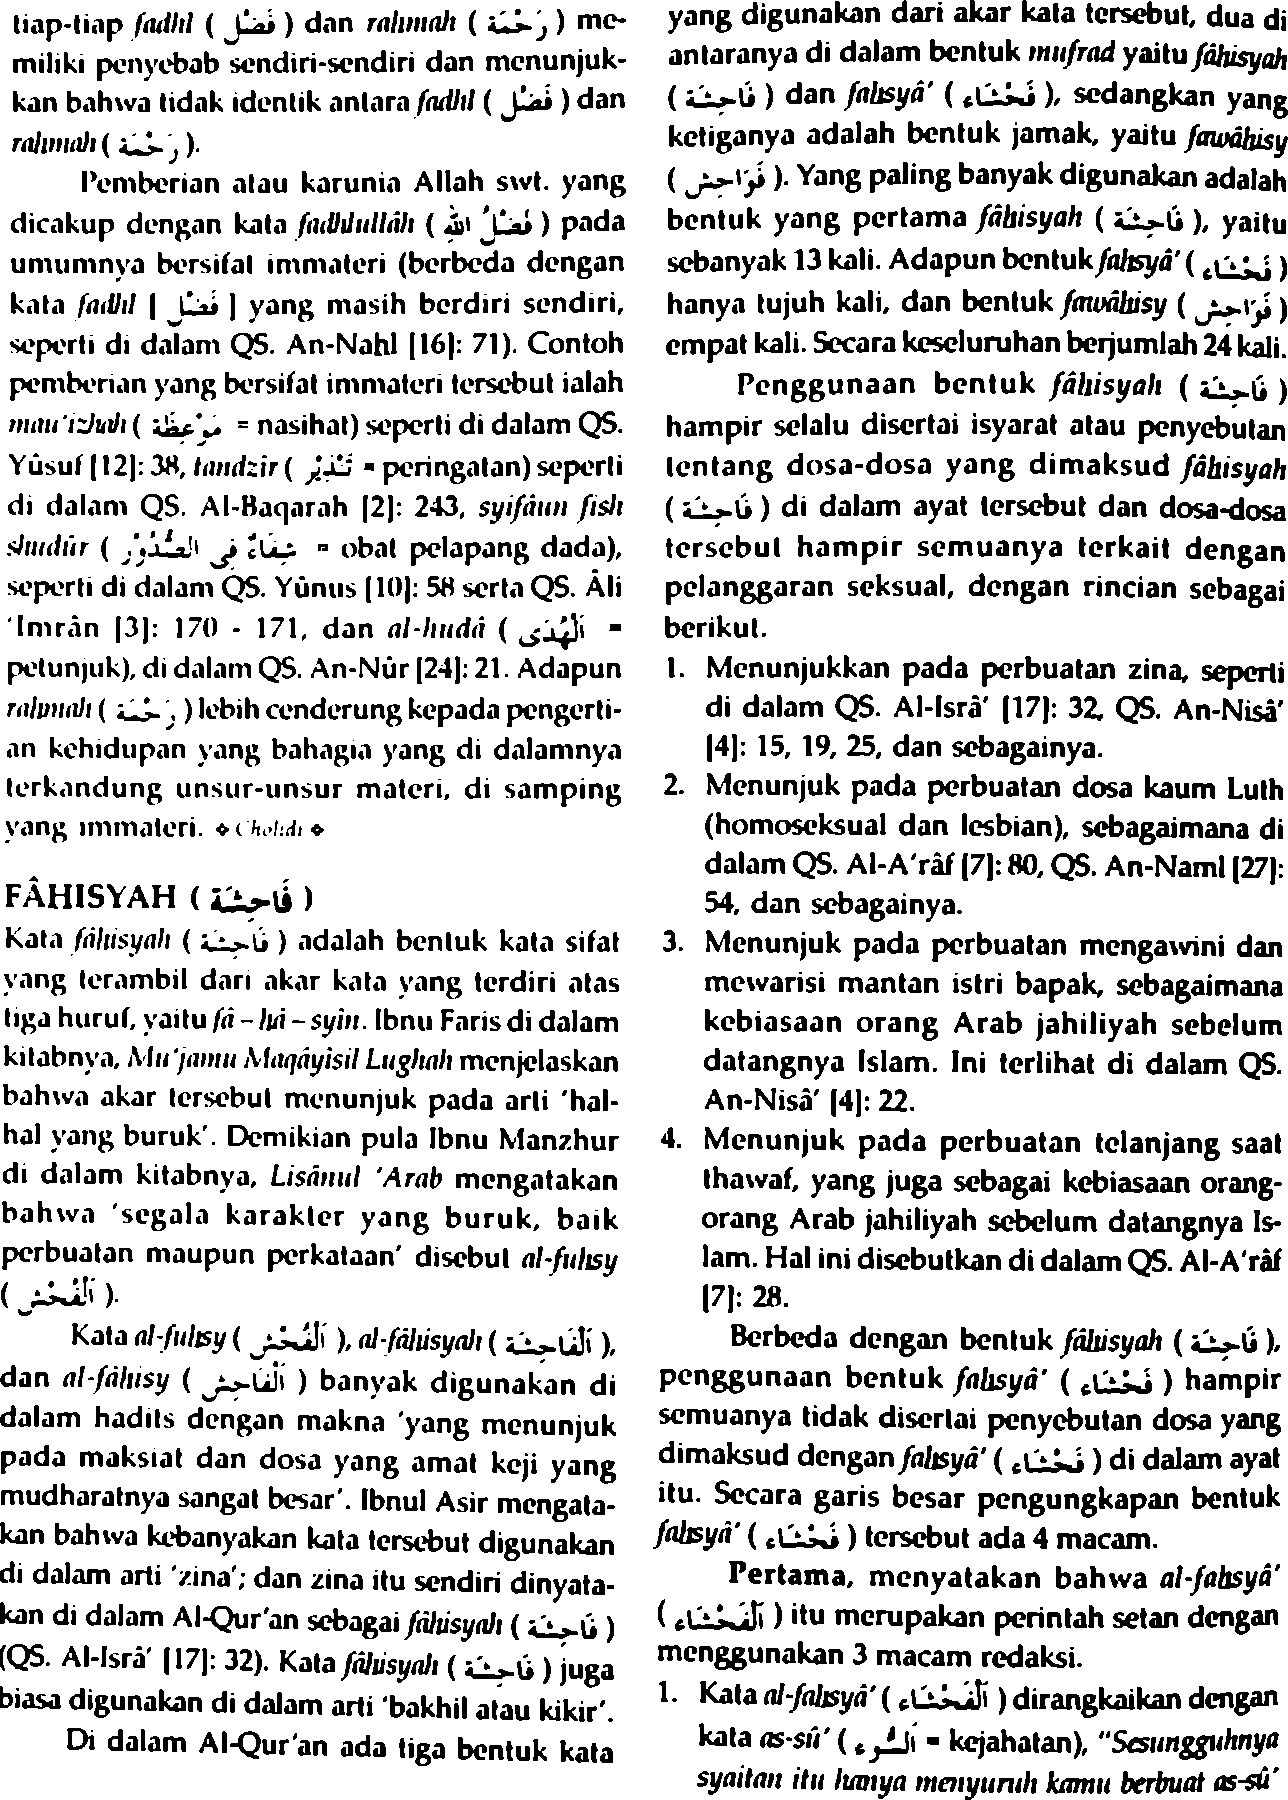 tiap-tiap fadhl ( فَضْل ) dan rahmah ( رَحْمَة ) me-
miliki penyebab sendiri-sendiri dan menunjuk-
kan bahwa tidak identik antara fadhl ( فَضْل ) dan
rahmah ( رَحْمَة ).
Pemberian atau karunia Allah swt. yang
dicakup dengan kata fadhlullâh ( فَضْلُ الله ) pada
umumnya bersifat immateri (berbeda dengan
kata fadhl [ فَضْل ] yang masih berdiri sendiri,
seperti di dalam QS. An-Nahl [16]: 71). Contoh
pemberian yang bersifat immateri tersebut ialah
mau'izhah ( مَوْعِظَة = nasihat) seperti di dalam QS.
Yûsuf [12]: 38, tandzîr ( تَنْذِيْر = peringatan) seperti
di dalam QS. Al-Baqarah [2]: 243, syifâun fish
shudûr ( شِفَاءٌ فِى الصُّدُوْرِ = obat pelapang dada),
seperti di dalam QS. Yûnus [10]: 58 serta QS. Âli
'Imrân [3]: 170 - 171, dan al-hudâ ( اَلْهُدَى =
petunjuk), di dalam QS. An-Nûr [24]: 21. Adapun
rahmah ( رَحْمَة ) lebih cenderung kepada pengerti-
an kehidupan yang bahagia yang di dalamnya
terkandung unsur-unsur materi, di samping
yang immateri. ❖ Cholidi ❖
FÂHISYAH ( فَاحِشَة )
Kata fâhisyah ( فَاحِشَة ) adalah bentuk kata sifat
yang terambil dari akar kata yang terdiri atas
tiga huruf, yaitu fâ – hâ – syîn. Ibnu Faris di dalam
kitabnya, Mu'jamu Maqâyisil Lughah menjelaskan
bahwa akar tersebut menunjuk pada arti 'hal-
hal yang buruk'. Demikian pula Ibnu Manzhur
di dalam kitabnya, Lisânul 'Arab mengatakan
bahwa 'segala karakter yang buruk, baik
perbuatan maupun perkataan' disebut al-fuhsy
( اَلْفُحْش ).
Kata al-fuhsy ( اَلْفُحْش ), al-fâhisyah ( اَلْفَاحِشَة ),
dan al-fâhisy ( اَلْفَاحِش ) banyak digunakan di
dalam hadits dengan makna 'yang menunjuk
pada maksiat dan dosa yang amat keji yang
mudharatnya sangat besar'. Ibnul Asir mengata-
kan bahwa kebanyakan kata tersebut digunakan
di dalam arti 'zina'; dan zina itu sendiri dinyata-
kan di dalam Al-Qur'an sebagai fâhisyah ( فَاحِشَة )
(QS. Al-Isrâ' [17]: 32). Kata fâhisyah ( فَاحِشَة ) juga
biasa digunakan di dalam arti 'bakhil atau kikir'.
Di dalam Al-Qur'an ada tiga bentuk kata
yang digunakan dari akar kata tersebut, dua di
antaranya di dalam bentuk mufrad yaitu fâhisyah
( فَاحِشَة ) dan fahsyâ' ( فَحْشَاء ), sedangkan yang
ketiganya adalah bentuk jamak, yaitu fawâhisy
( فَوَاحِش ). Yang paling banyak digunakan adalah
bentuk yang pertama fâhisyah ( فَاحِشَة ), yaitu
sebanyak 13 kali. Adapun bentuk fahsyâ' ( فَحْشَاء )
hanya tujuh kali, dan bentuk fawâhisy ( فَوَاحِش )
empat kali. Secara keseluruhan berjumlah 24 kali.
Penggunaan bentuk fâhisyah ( فَاحِشَة )
hampir selalu disertai isyarat atau penyebutan
tentang dosa-dosa yang dimaksud fâhisyah
( فَاحِشَة ) di dalam ayat tersebut dan dosa-dosa
tersebut hampir semuanya terkait dengan
pelanggaran seksual, dengan rincian sebagai
berikut.
1. Menunjukkan pada perbuatan zina, seperti
di dalam QS. Al-Isrâ' [17]: 32, QS. An-Nisâ'
[4]: 15, 19, 25, dan sebagainya.
2. Menunjuk pada perbuatan dosa kaum Luth
(homoseksual dan lesbian), sebagaimana di
dalam QS. Al-A'râf [7]: 80, QS. An-Naml [27]:
54, dan sebagainya.
3. Menunjuk pada perbuatan mengawini dan
mewarisi mantan istri bapak, sebagaimana
kebiasaan orang Arab jahiliyah sebelum
datangnya Islam. Ini terlihat di dalam QS.
An-Nisâ' [4]: 22.
4. Menunjuk pada perbuatan telanjang saat
thawaf, yang juga sebagai kebiasaan orang-
orang Arab jahiliyah sebelum datangnya Is-
lam. Hal ini disebutkan di dalam QS. Al-A'râf
[7]: 28.
Berbeda dengan bentuk fâhisyah ( فَاحِشَة ),
penggunaan bentuk fahsyâ' ( فَحْشَاء ) hampir
semuanya tidak disertai penyebutan dosa yang
dimaksud dengan fahsyâ' ( فَحْشَاء ) di dalam ayat
itu. Secara garis besar pengungkapan bentuk
fahsyâ' ( فَحْشَاء ) tersebut ada 4 macam.
Pertama, menyatakan bahwa al-fahsyâ'
( اَلْفَحْشَاء ) itu merupakan perintah setan dengan
menggunakan 3 macam redaksi.
1. Kata al-fahsyâ' ( اَلْفَحْشَاء ) dirangkaikan dengan
kata as-sû' ( اَلسُّوء = kejahatan), "Sesungguhnya
syaitan itu hanya menyuruh kamu berbuat as-sû'